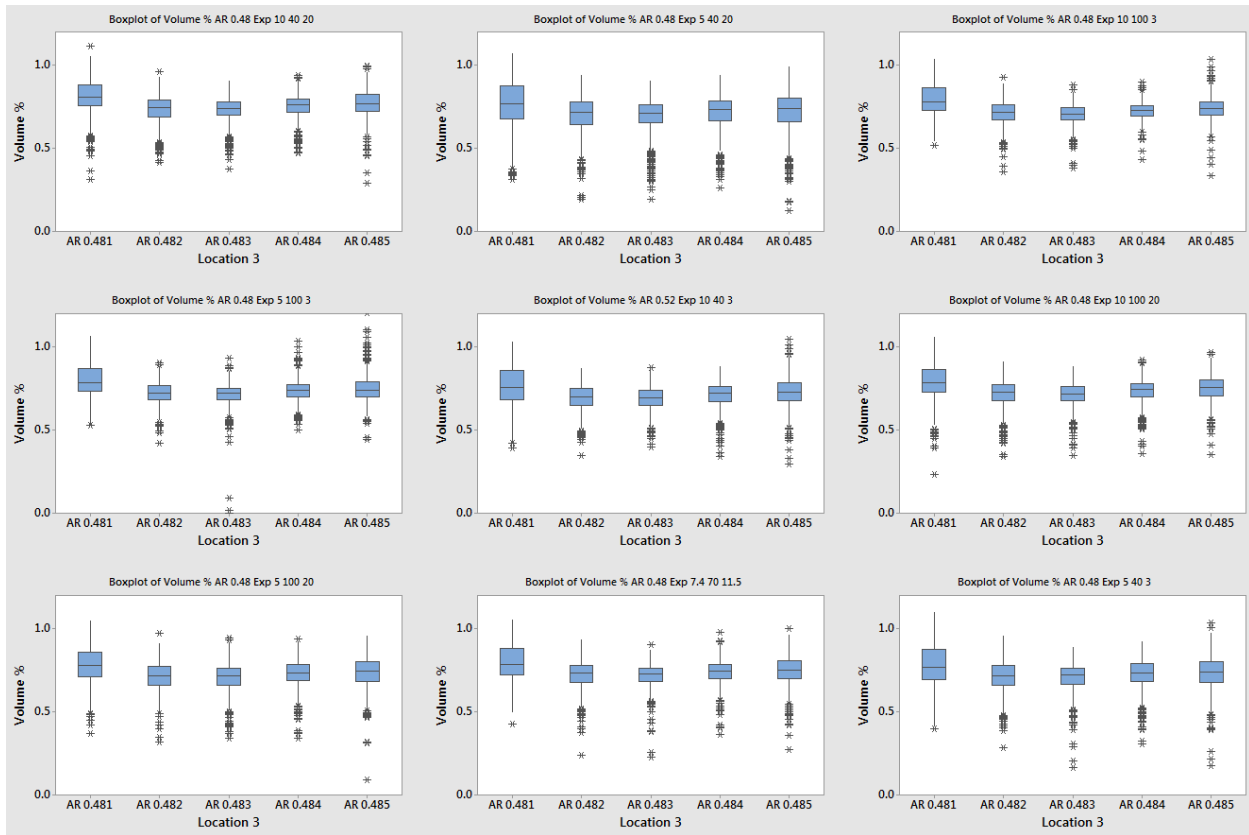 Boxplot of Volume % AR 0.48 Exp 10 40 20
Volume %
1.0
0.5
0.0
AR 0.481 AR 0.482 AR 0.483 AR 0.484 AR 0.485
Location 3
Boxplot of Volume % AR 0.48 Exp 5 40 20
Volume %
1.0
0.5
0.0
AR 0.481 AR 0.482 AR 0.483 AR 0.484 AR 0.485
Location 3
Boxplot of Volume % AR 0.48 Exp 10 100 3
Volume %
1.0
0.5
0.0
AR 0.481 AR 0.482 AR 0.483 AR 0.484 AR 0.485
Location 3
Boxplot of Volume % AR 0.48 Exp 5 100 3
Volume %
1.0
0.5
0.0
AR 0.481 AR 0.482 AR 0.483 AR 0.484 AR 0.485
Location 3
Boxplot of Volume % AR 0.52 Exp 10 40 3
Volume %
1.0
0.5
0.0
AR 0.481 AR 0.482 AR 0.483 AR 0.484 AR 0.485
Location 3
Boxplot of Volume % AR 0.48 Exp 10 100 20
Volume %
1.0
0.5
0.0
AR 0.481 AR 0.482 AR 0.483 AR 0.484 AR 0.485
Location 3
Boxplot of Volume % AR 0.48 Exp 5 100 20
Volume %
1.0
0.5
0.0
AR 0.481 AR 0.482 AR 0.483 AR 0.484 AR 0.485
Location 3
Boxplot of Volume % AR 0.48 Exp 7.4 70 11.5
Volume %
1.0
0.5
0.0
AR 0.481 AR 0.482 AR 0.483 AR 0.484 AR 0.485
Location 3
Boxplot of Volume % AR 0.48 Exp 5 40 3
Volume %
1.0
0.5
0.0
AR 0.481 AR 0.482 AR 0.483 AR 0.484 AR 0.485
Location 3